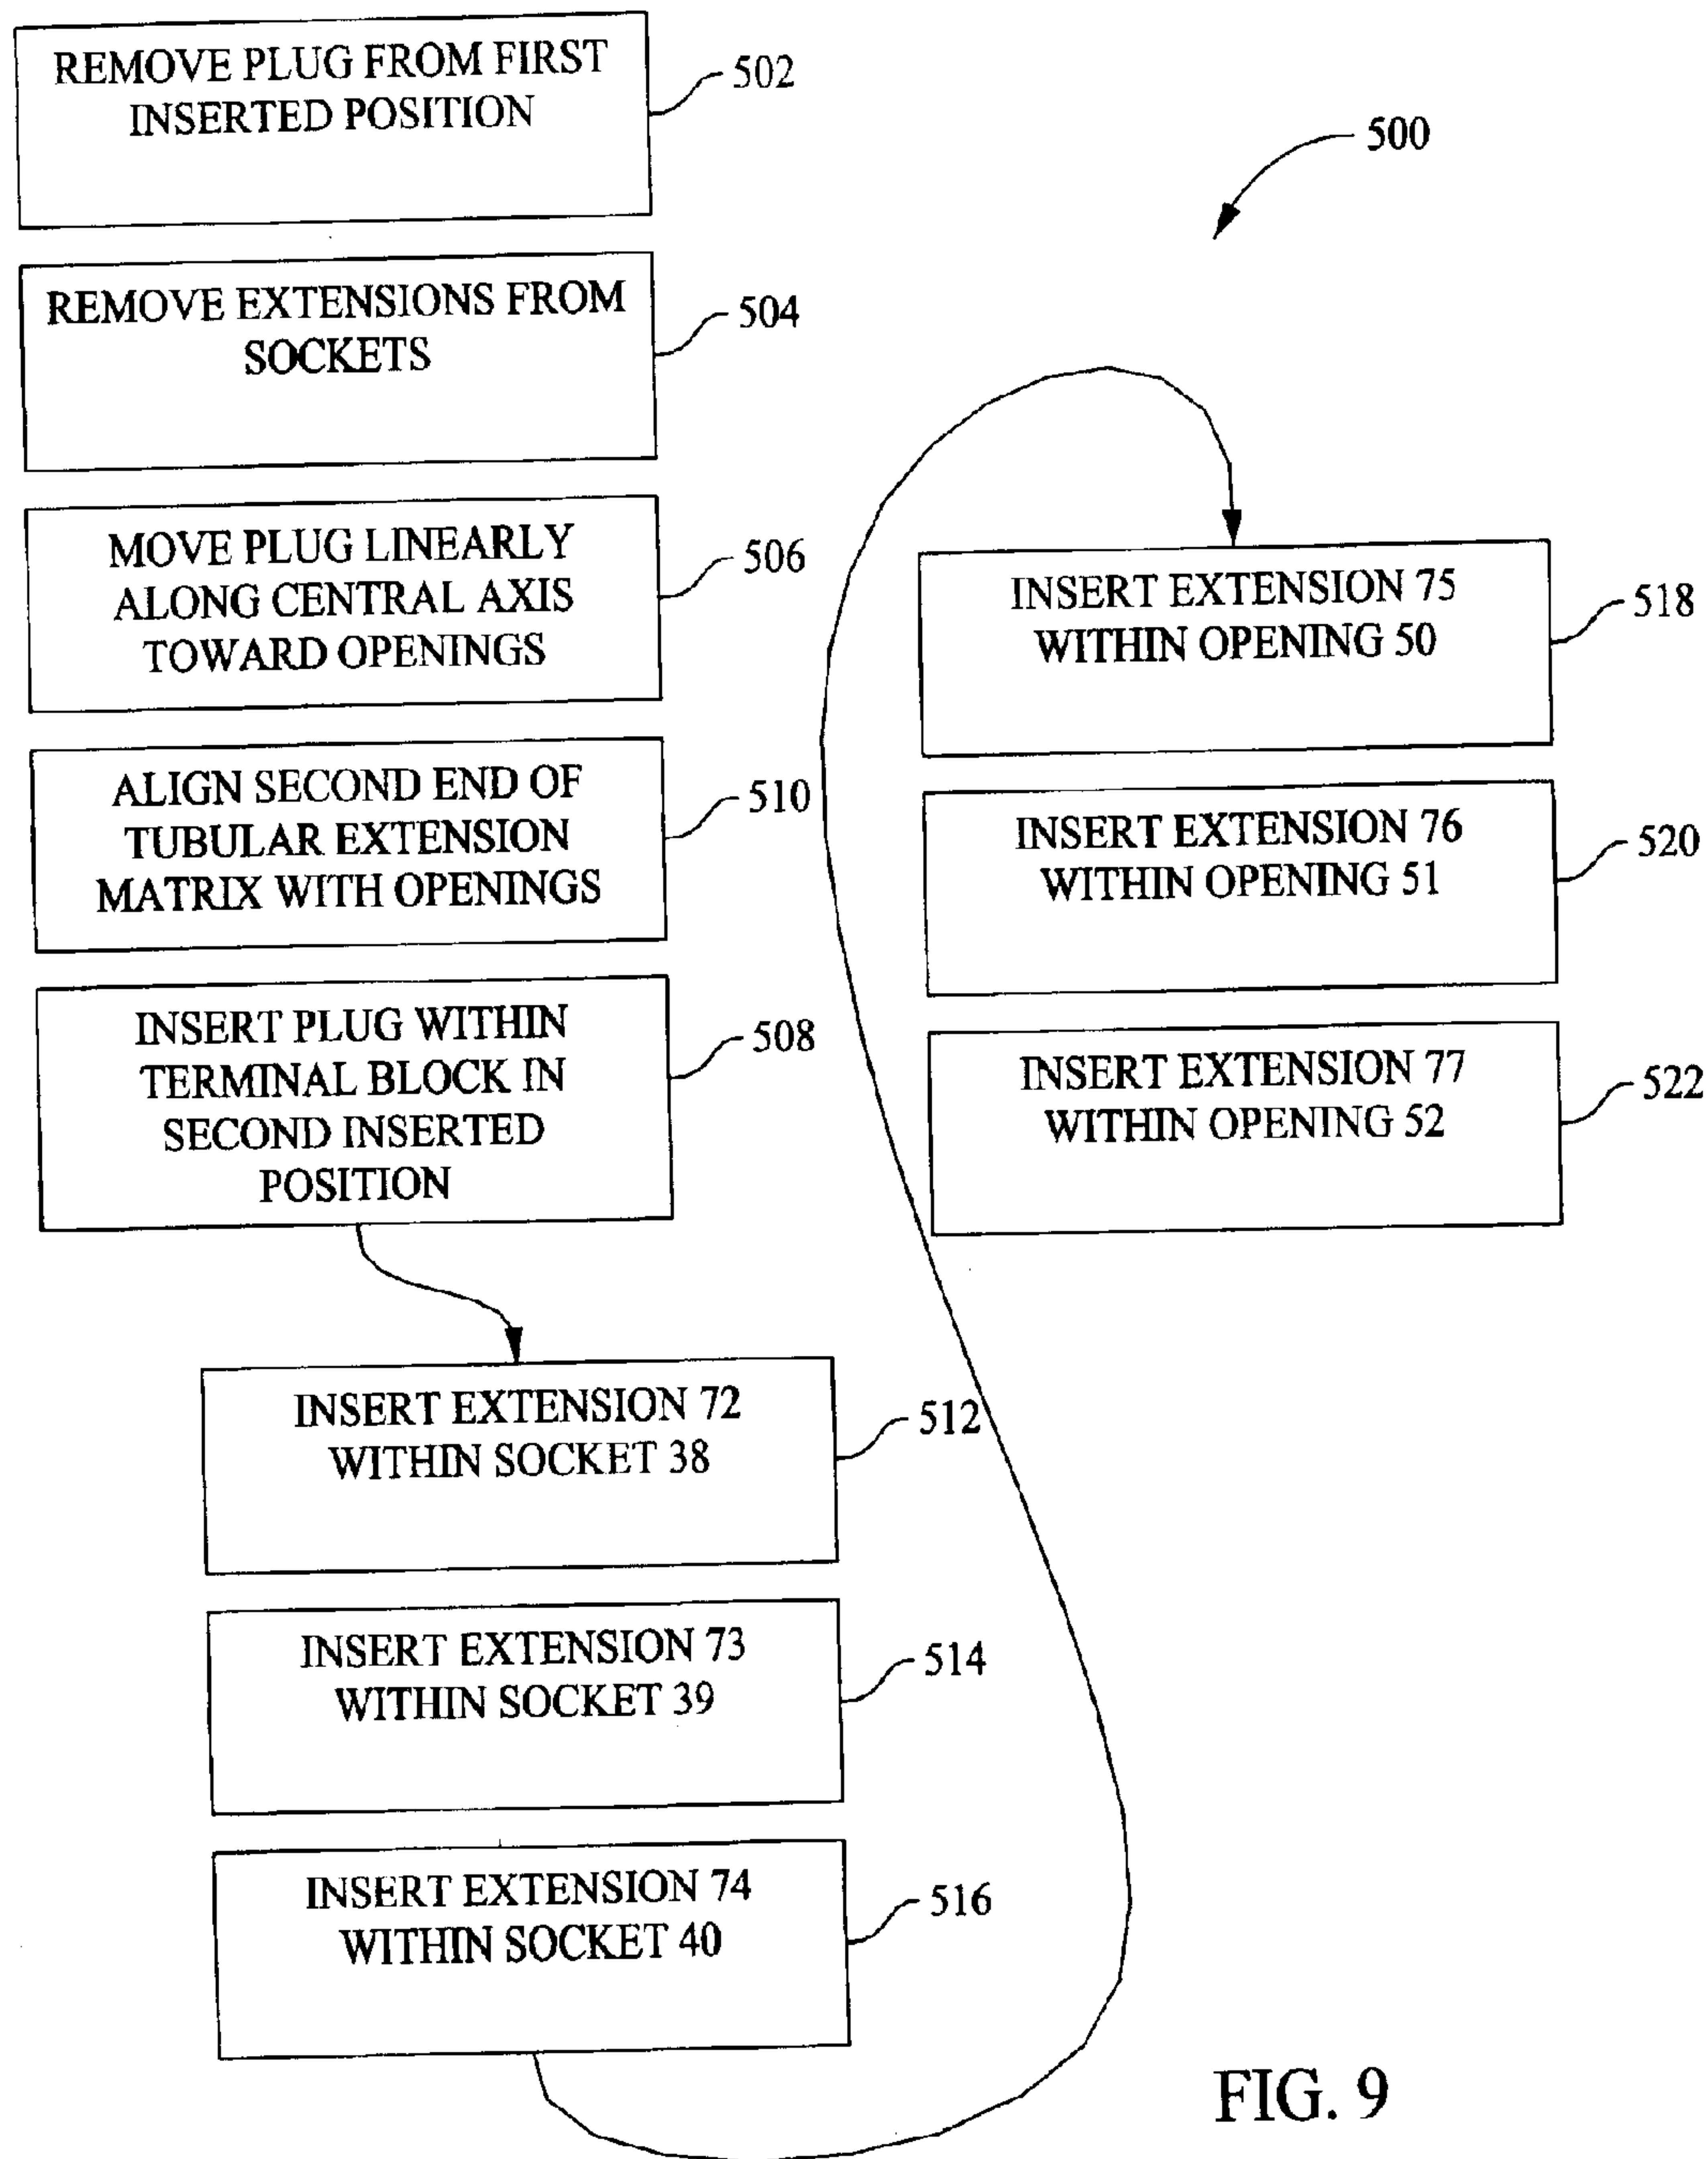 REMOVE PLUG FROM FIRST
INSERTED POSITION
502
500
REMOVE EXTENSIONS FROM
SOCKETS
504
MOVE PLUG LINEARLY
ALONG CENTRAL AXIS
TOWARD OPENINGS
506
ALIGN SECOND END OF
TUBULAR EXTENSION
MATRIX WITH OPENINGS
510
INSERT PLUG WITHIN
TERMINAL BLOCK IN
SECOND INSERTED
POSITION
508
INSERT EXTENSION 72
WITHIN SOCKET 38
512
INSERT EXTENSION 73
WITHIN SOCKET 39
514
INSERT EXTENSION 74
WITHIN SOCKET 40
516
INSERT EXTENSION 75
WITHIN OPENING 50
518
INSERT EXTENSION 76
WITHIN OPENING 51
520
INSERT EXTENSION 77
WITHIN OPENING 52
522
FIG. 9